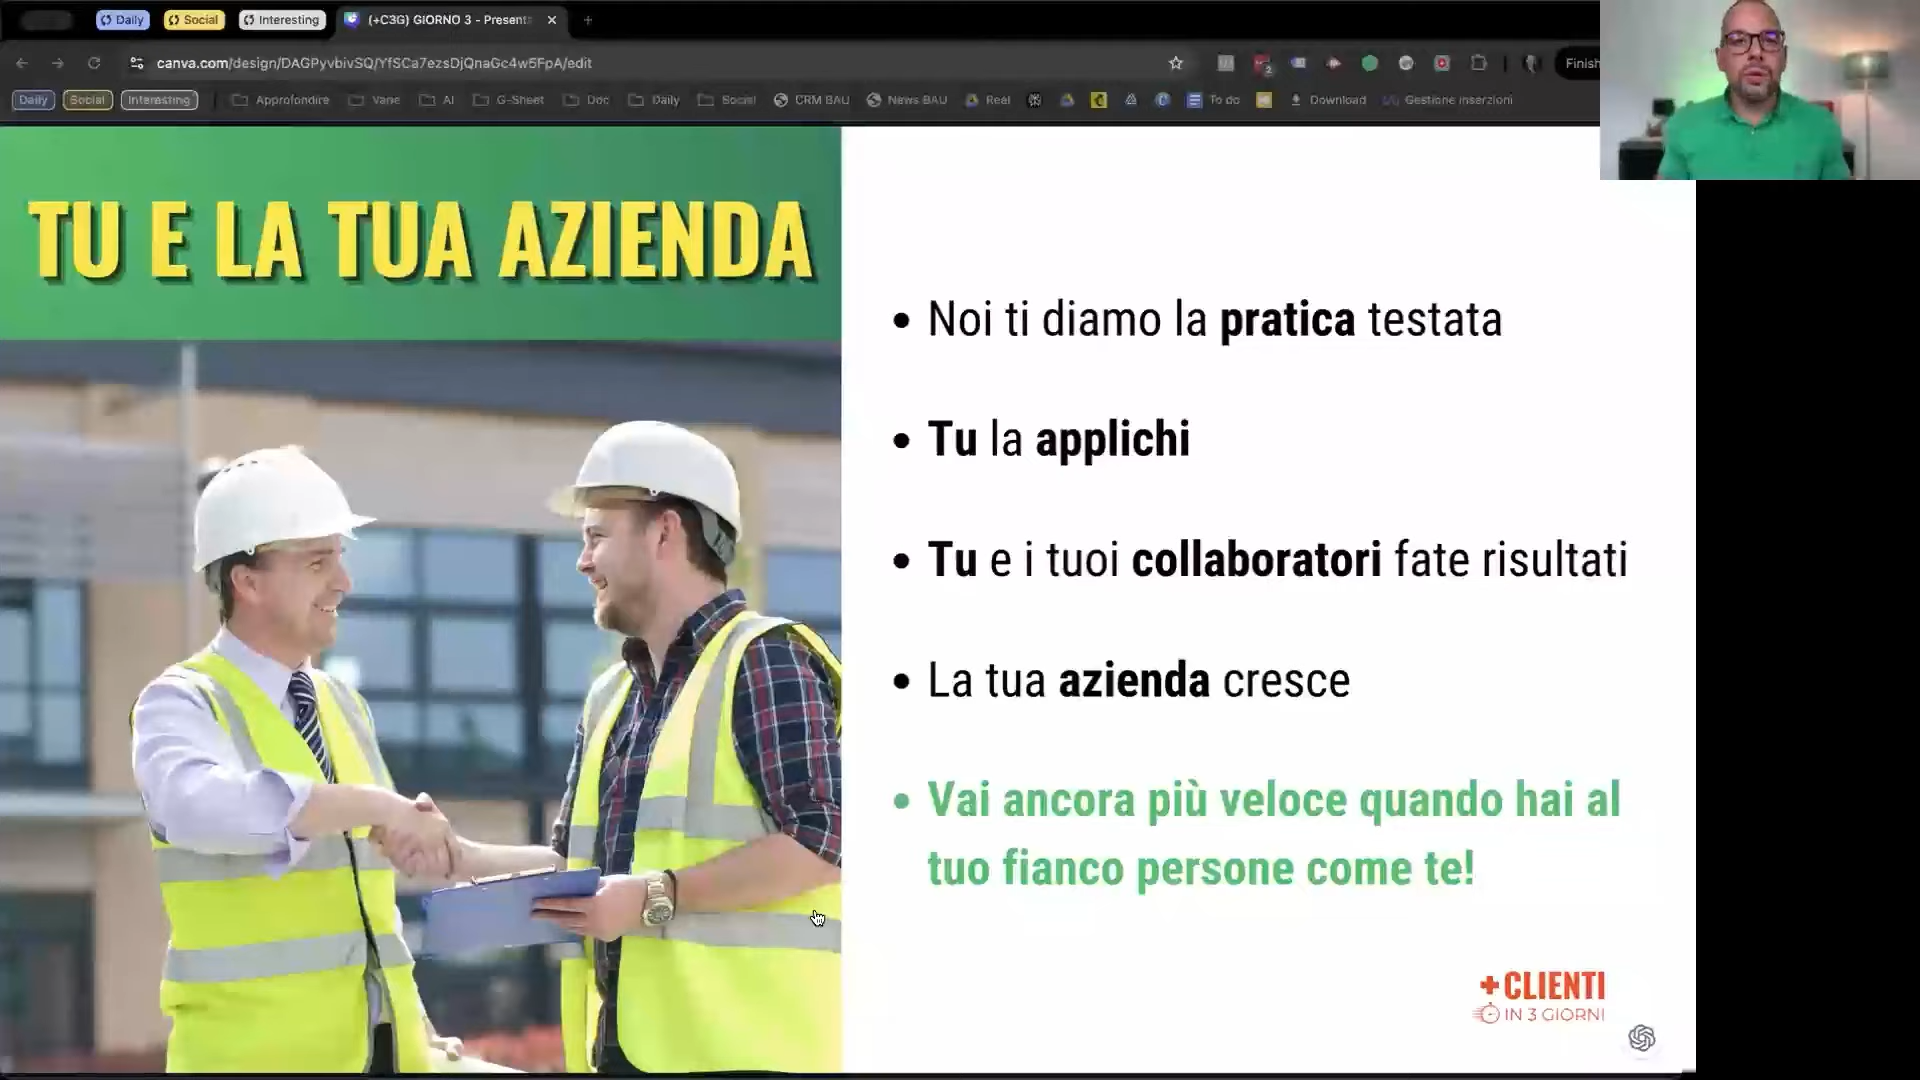 Daily
Social
Interesting
(+C3G) GIORNO 3 - Present
canva.com/design/DAGPyvbivSQ/YfSCa7ezsDjQnaGc4w5FpA/edit
Finish
Daily
Social
Interesting
Approfondire
Varie
AI
G-Sheet
Doc
Daily
Social
CRM BAU
News BAU
Real
To do
Download
Gestione inserzioni
TU E LA TUA AZIENDA
• Noi ti diamo la pratica testata
• Tu la applichi
• Tu e i tuoi collaboratori fate risultati
• La tua azienda cresce
• Vai ancora più veloce quando hai al
tuo fianco persone come te!
+CLIENTI
IN 3 GIORNI